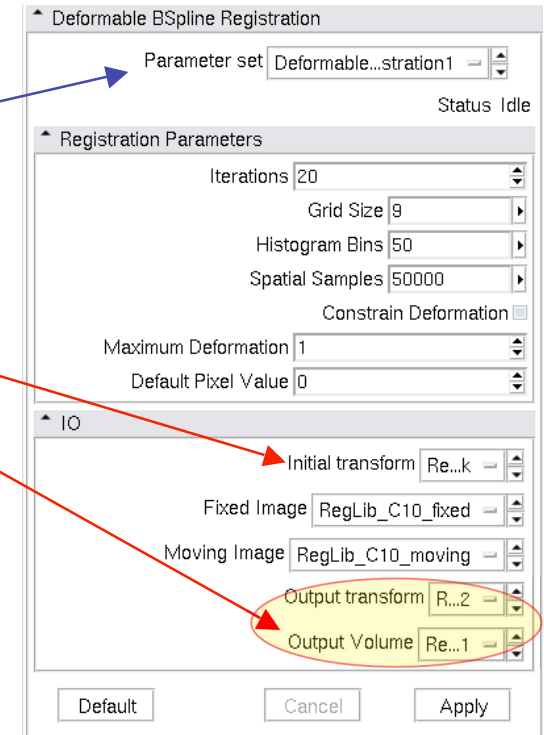 Deformable BSpline Registration
Parameter set Deformable...stration1
Status Idle
Registration Parameters
Iterations 20
Grid Size 9
Histogram Bins 50
Spatial Samples 50000
Constrain Deformation
Maximum Deformation 1
Default Pixel Value 0
IO
Initial transform Re...k
Fixed Image RegLib_C10_fixed
Moving Image RegLib_C10_moving
Output transform R...2
Output Volume Re...1
Default Cancel Apply